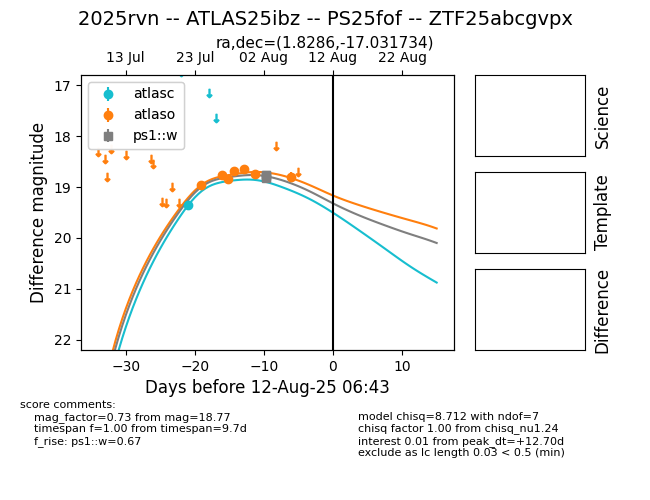 2025rvn -- ATLAS25ibz -- PS25fof -- ZTF25abcgvpx
ra,dec=(1.8286,-17.031734)
13 Jul 23 Jul 02 Aug 12 Aug 22 Aug
17
18
19
20
21
22
Difference magnitude
atlasc
atlaso
ps1::w
−30 −20 −10 0 10
Days before 12-Aug-25 06:43
Science
Template
Difference
score comments:
mag_factor=0.73 from mag=18.77
timespan f=1.00 from timespan=9.7d
f_rise: ps1::w=0.67
model chisq=8.712 with ndof=7
chisq factor 1.00 from chisq_nu1.24
interest 0.01 from peak_dt=+12.70d
exclude as lc length 0.03 < 0.5 (min)